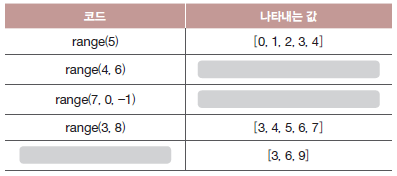 코드 나타내는 값
range(5) [0, 1, 2, 3, 4]
range(4, 6)
range(7, 0, −1)
range(3, 8) [3, 4, 5, 6, 7]
[3, 6, 9]